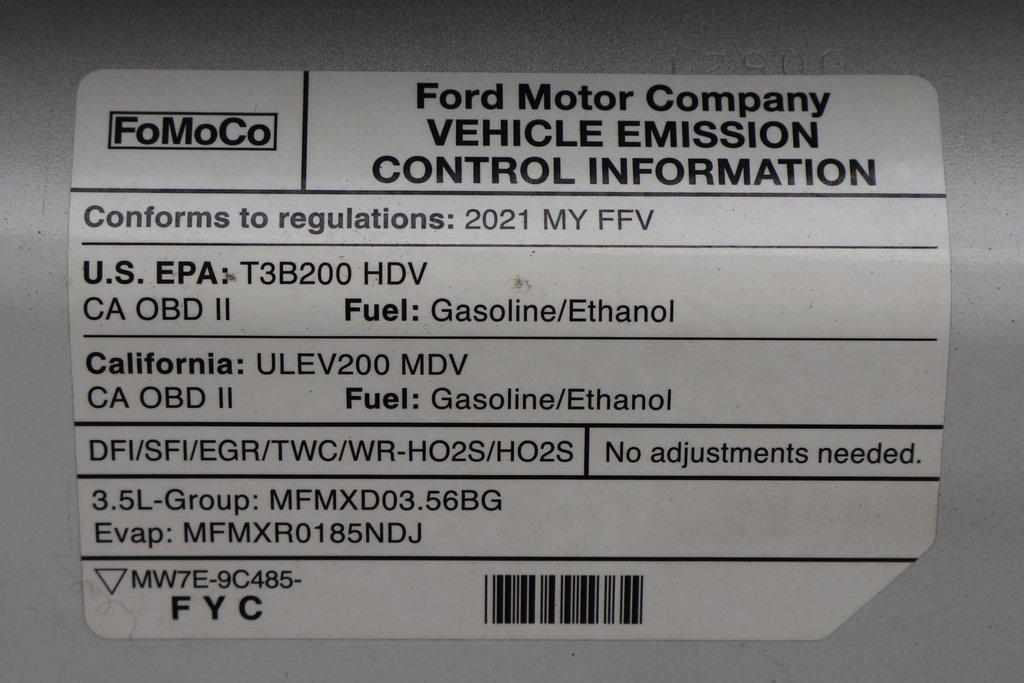 FoMoCo
Ford Motor Company
VEHICLE EMISSION
CONTROL INFORMATION
Conforms to regulations: 2021 MY FFV
U.S. EPA: T3B200 HDV
CA OBD II Fuel: Gasoline/Ethanol
California: ULEV200 MDV
CA OBD II Fuel: Gasoline/Ethanol
DFI/SFI/EGR/TWC/WR-HO2S/HO2S No adjustments needed.
3.5L-Group: MFMXD03.56BG
Evap: MFMXR0185NDJ
MW7E-9C485-
F Y C